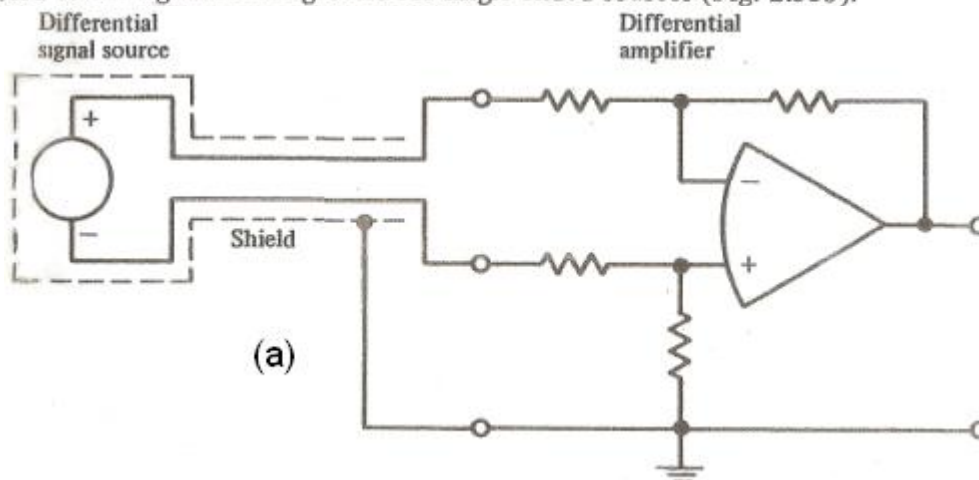 Differential
signal source
Differential
amplifier
+
−
Shield
−
+
(a)